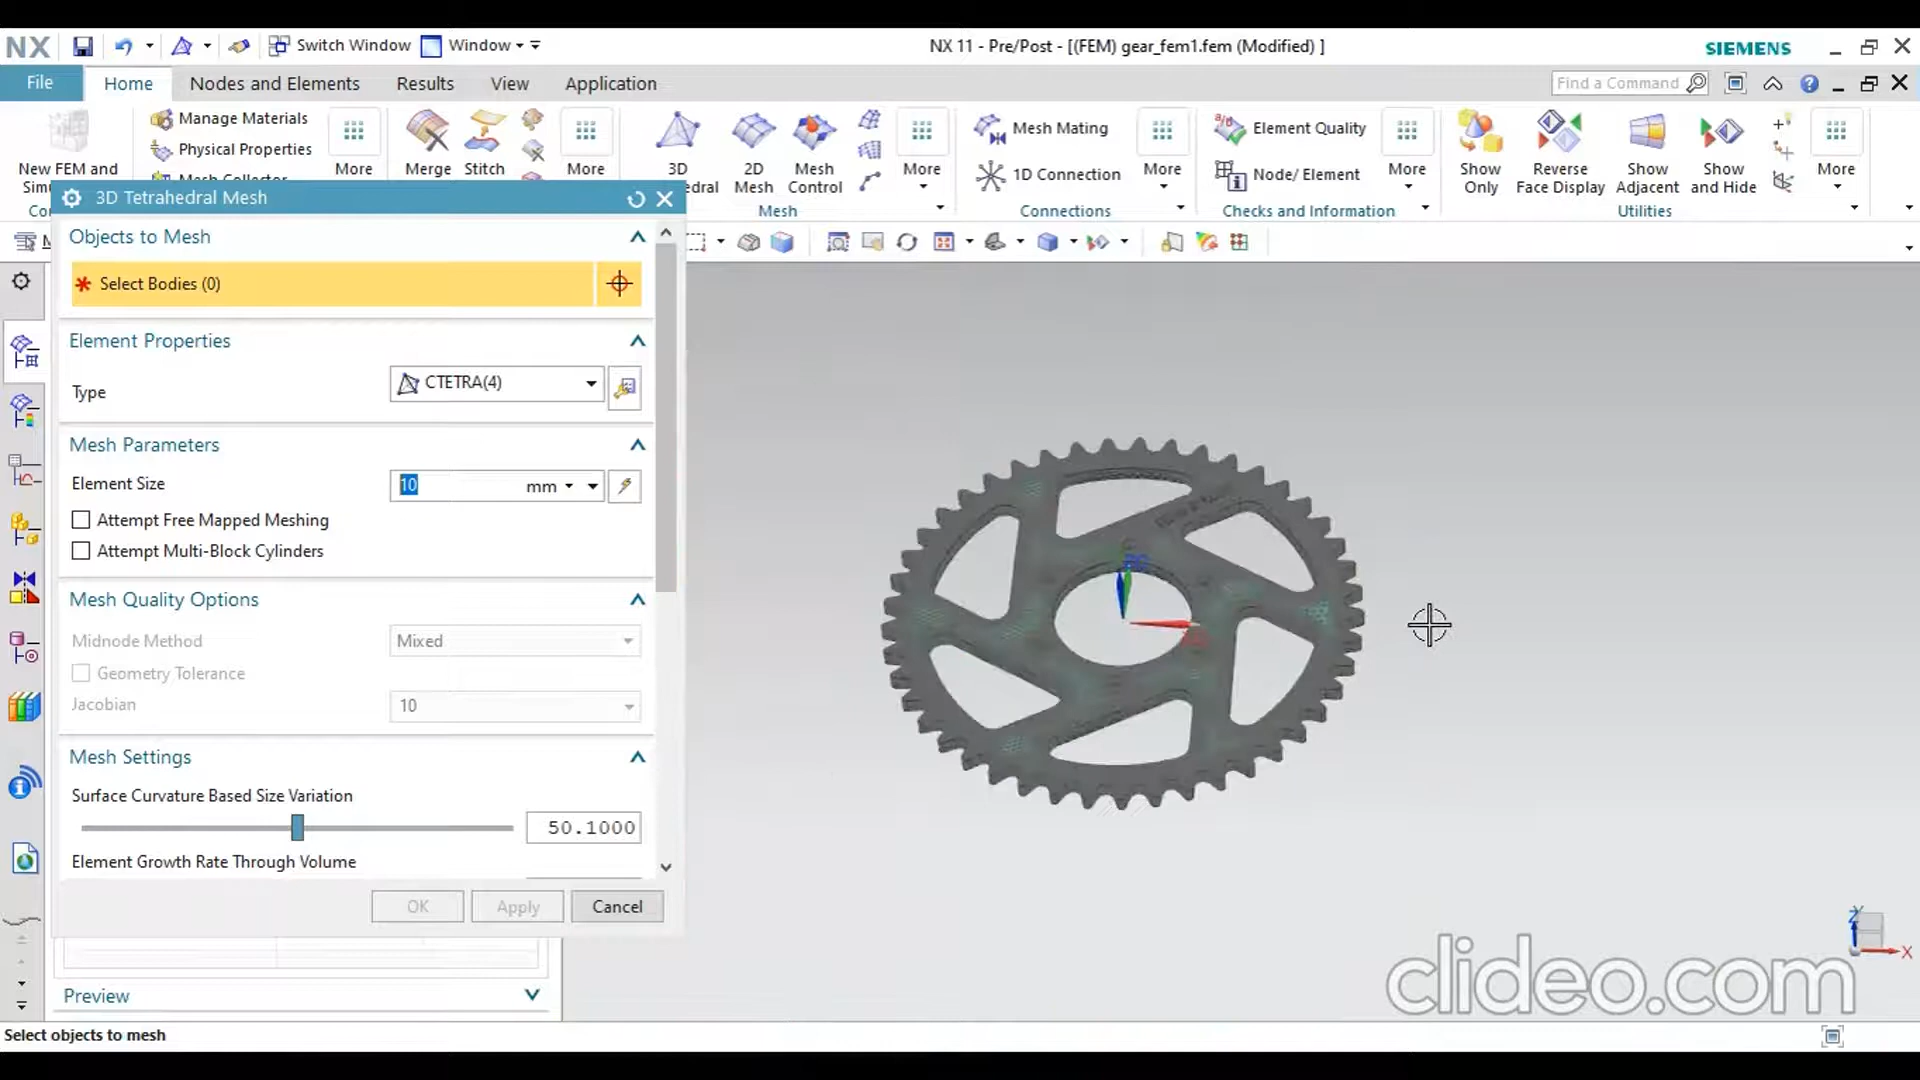 NX
Switch Window
Window
NX 11 - Pre/Post - [(FEM) gear_fem1.fem (Modified) ]
SIEMENS
File
Home
Nodes and Elements
Results
View
Application
Find a Command
New FEM and
Manage Materials
Physical Properties
More
Merge
Stitch
More
3D
2D
Mesh
Mesh
Control
More
Mesh
Mesh Mating
1D Connection
More
Connections
Element Quality
Node/ Element
More
Checks and Information
Show
Only
Reverse
Face Display
Show
Adjacent
Show
and Hide
More
Utilities
3D Tetrahedral Mesh
Objects to Mesh
* Select Bodies (0)
Element Properties
Type
CTETRA(4)
Mesh Parameters
Element Size
10
mm
Attempt Free Mapped Meshing
Attempt Multi-Block Cylinders
Mesh Quality Options
Midnode Method
Mixed
Geometry Tolerance
Jacobian
10
Mesh Settings
Surface Curvature Based Size Variation
50.1000
Element Growth Rate Through Volume
OK
Apply
Cancel
Preview
Select objects to mesh
Z
Y
X
clideo.com